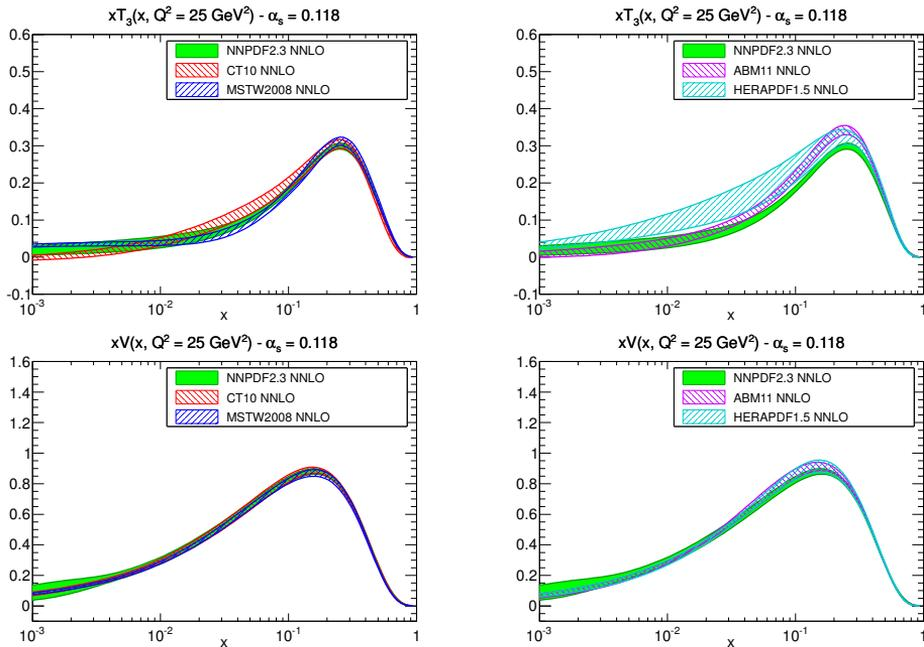 xT₃(x, Q² = 25 GeV²) - αₛ = 0.118
0.6
0.5
0.4
0.3
0.2
0.1
0
-0.1
NNPDF2.3 NNLO
CT10 NNLO
MSTW2008 NNLO
10⁻³ 10⁻² 10⁻¹ 1
x
xT₃(x, Q² = 25 GeV²) - αₛ = 0.118
0.6
0.5
0.4
0.3
0.2
0.1
0
-0.1
NNPDF2.3 NNLO
ABM11 NNLO
HERAPDF1.5 NNLO
10⁻³ 10⁻² 10⁻¹ 1
x
xV(x, Q² = 25 GeV²) - αₛ = 0.118
1.6
1.4
1.2
1
0.8
0.6
0.4
0.2
0
NNPDF2.3 NNLO
CT10 NNLO
MSTW2008 NNLO
10⁻³ 10⁻² 10⁻¹ 1
x
xV(x, Q² = 25 GeV²) - αₛ = 0.118
1.6
1.4
1.2
1
0.8
0.6
0.4
0.2
0
NNPDF2.3 NNLO
ABM11 NNLO
HERAPDF1.5 NNLO
10⁻³ 10⁻² 10⁻¹ 1
x